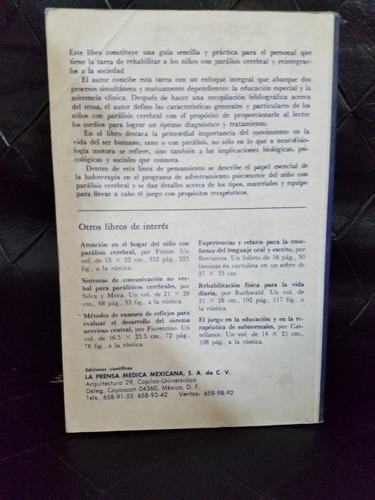 Este libro constituye una guía sencilla y práctica para el personal que
tiene la tarea de rehabilitar a los niños con parálisis cerebral y reintegrar-
los a la sociedad
El autor concibe esta tarea con un enfoque integral que abarque dos
procesos simultáneos y mutuamente dependientes: la educación especial y la
asistencia clínica. Después de hacer una recopilación bibliográfica acerca
del tema, el autor define las características generales y particulares de los
niños con parálisis cerebral con el propósito de proporcionarle al lector
los medios para lograr un óptimo diagnóstico y tratamiento.
En el libro destaca la primordial importancia del movimiento en la
vida del ser humano, sano o con parálisis, no sólo en lo que a neurofisio-
logía motora se refiere, sino también a las implicaciones biológicas, psi-
cológicas y sociales que connota.
Dentro de esta línea de pensamiento se describe el papel esencial de
la ludoterapia en el programa de adiestramiento psicomotor del niño con
parálisis cerebral y se dan detalles acerca de los tipos, materiales y equipo
para llevar a cabo el juego con propósitos terapéuticos.
Otros libros de interés
Atención en el hogar del niño con
parálisis cerebral, por Finnie. Un
vol. de 15 × 22 cm., 352 pág., 225
fig., a la rústica.
Sistemas de comunicación no ver-
bal para paralíticos cerebrales, por
Silva y Mora. Un vol. de 21 × 28
cm., 48 pág., 33 fig., a la rústica.
Métodos de examen de reflejos para
evaluar el desarrollo del sistema
nervioso central, por Fiorentino. Un
vol. de 16.5 × 23.5 cm., 72 pág.,
78 fig., a la rústica.
Experiencias y relatos para la ense-
ñanza del lenguaje oral y escrito, por
Berruecos. Un folleto de 16 pág., 50
láminas en cartulina en un sobre de
27 × 33 cm.
Rehabilitación física para la vida
diaria, por Buchwald. Un vol. de
21 × 28 cm., 192 pág., 117 fig., a
la rústica.
El juego en la educación y en la te-
rapéutica de subnormales, por Cas-
tellanos. Un vol. de 14 × 21 cm.,
108 pág., a la rústica.
Ediciones científicas
LA PRENSA MEDICA MEXICANA, S. A. de C. V.
Arquitectura 29, Copilco-Universidad
Deleg. Coyoacán 04360, México, D. F.
Tels. 658-91-55 658-93-42 Ventas: 658-98-92